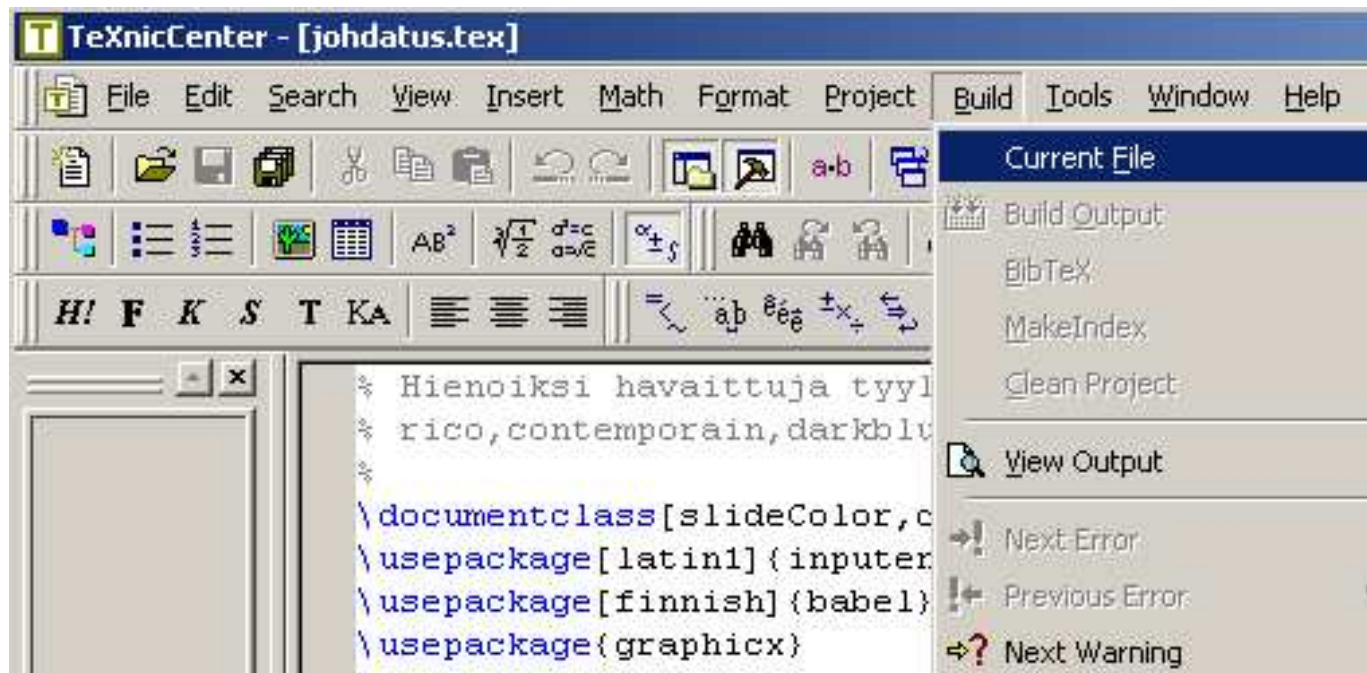 TeXnicCenter - [johdatus.tex]
File Edit Search View Insert Math Format Project Build Tools Window Help
Current File
Build Output
BibTeX
MakeIndex
Clean Project
View Output
Next Error
Previous Error
Next Warning
a-b
AB²
H! F K S T KA
% Hienoiksi havaittuja tyyl
% rico,contemporain,darkblu
%
\documentclass[slideColor,c
\usepackage[latin1]{inputen
\usepackage[finnish]{babel}
\usepackage{graphicx}